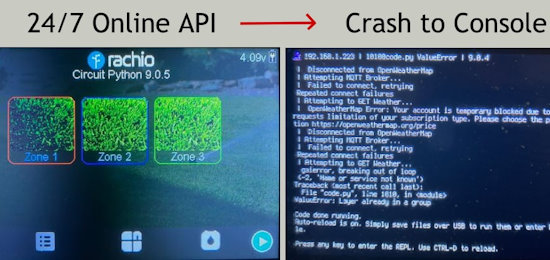 24/7 Online API Crash to Console
rachio
4.09v
Circuit Python 9.0.5
Zone 1
Zone 2
Zone 3
192.168.1.223 | 1010@code.py ValueError | 9.0.4
| Disconnected from OpenWeatherMap
| Attempting MQTT Broker...
| Failed to connect, retrying
Repeated connect failures
| Attempting to GET Weather...
| OpenWeatherMap Error: Your account is temporary blocked due to
requests limitation of your subscription type. Please choose the p
tion https://openweathermap.org/price
| Disconnected from OpenWeatherMap
| Attempting MQTT Broker...
| Failed to connect, retrying
Repeated connect failures
| Attempting to GET Weather...
gaierror, breaking out of loop
(-2, 'Name or service not known')
Traceback (most recent call last):
File "code.py", line 1010, in <module>
ValueError: Layer already in a group
Code done running.
Auto-reload is on. Simply save files over USB to run them or enter
le.
Press any key to enter the REPL. Use CTRL-D to reload.